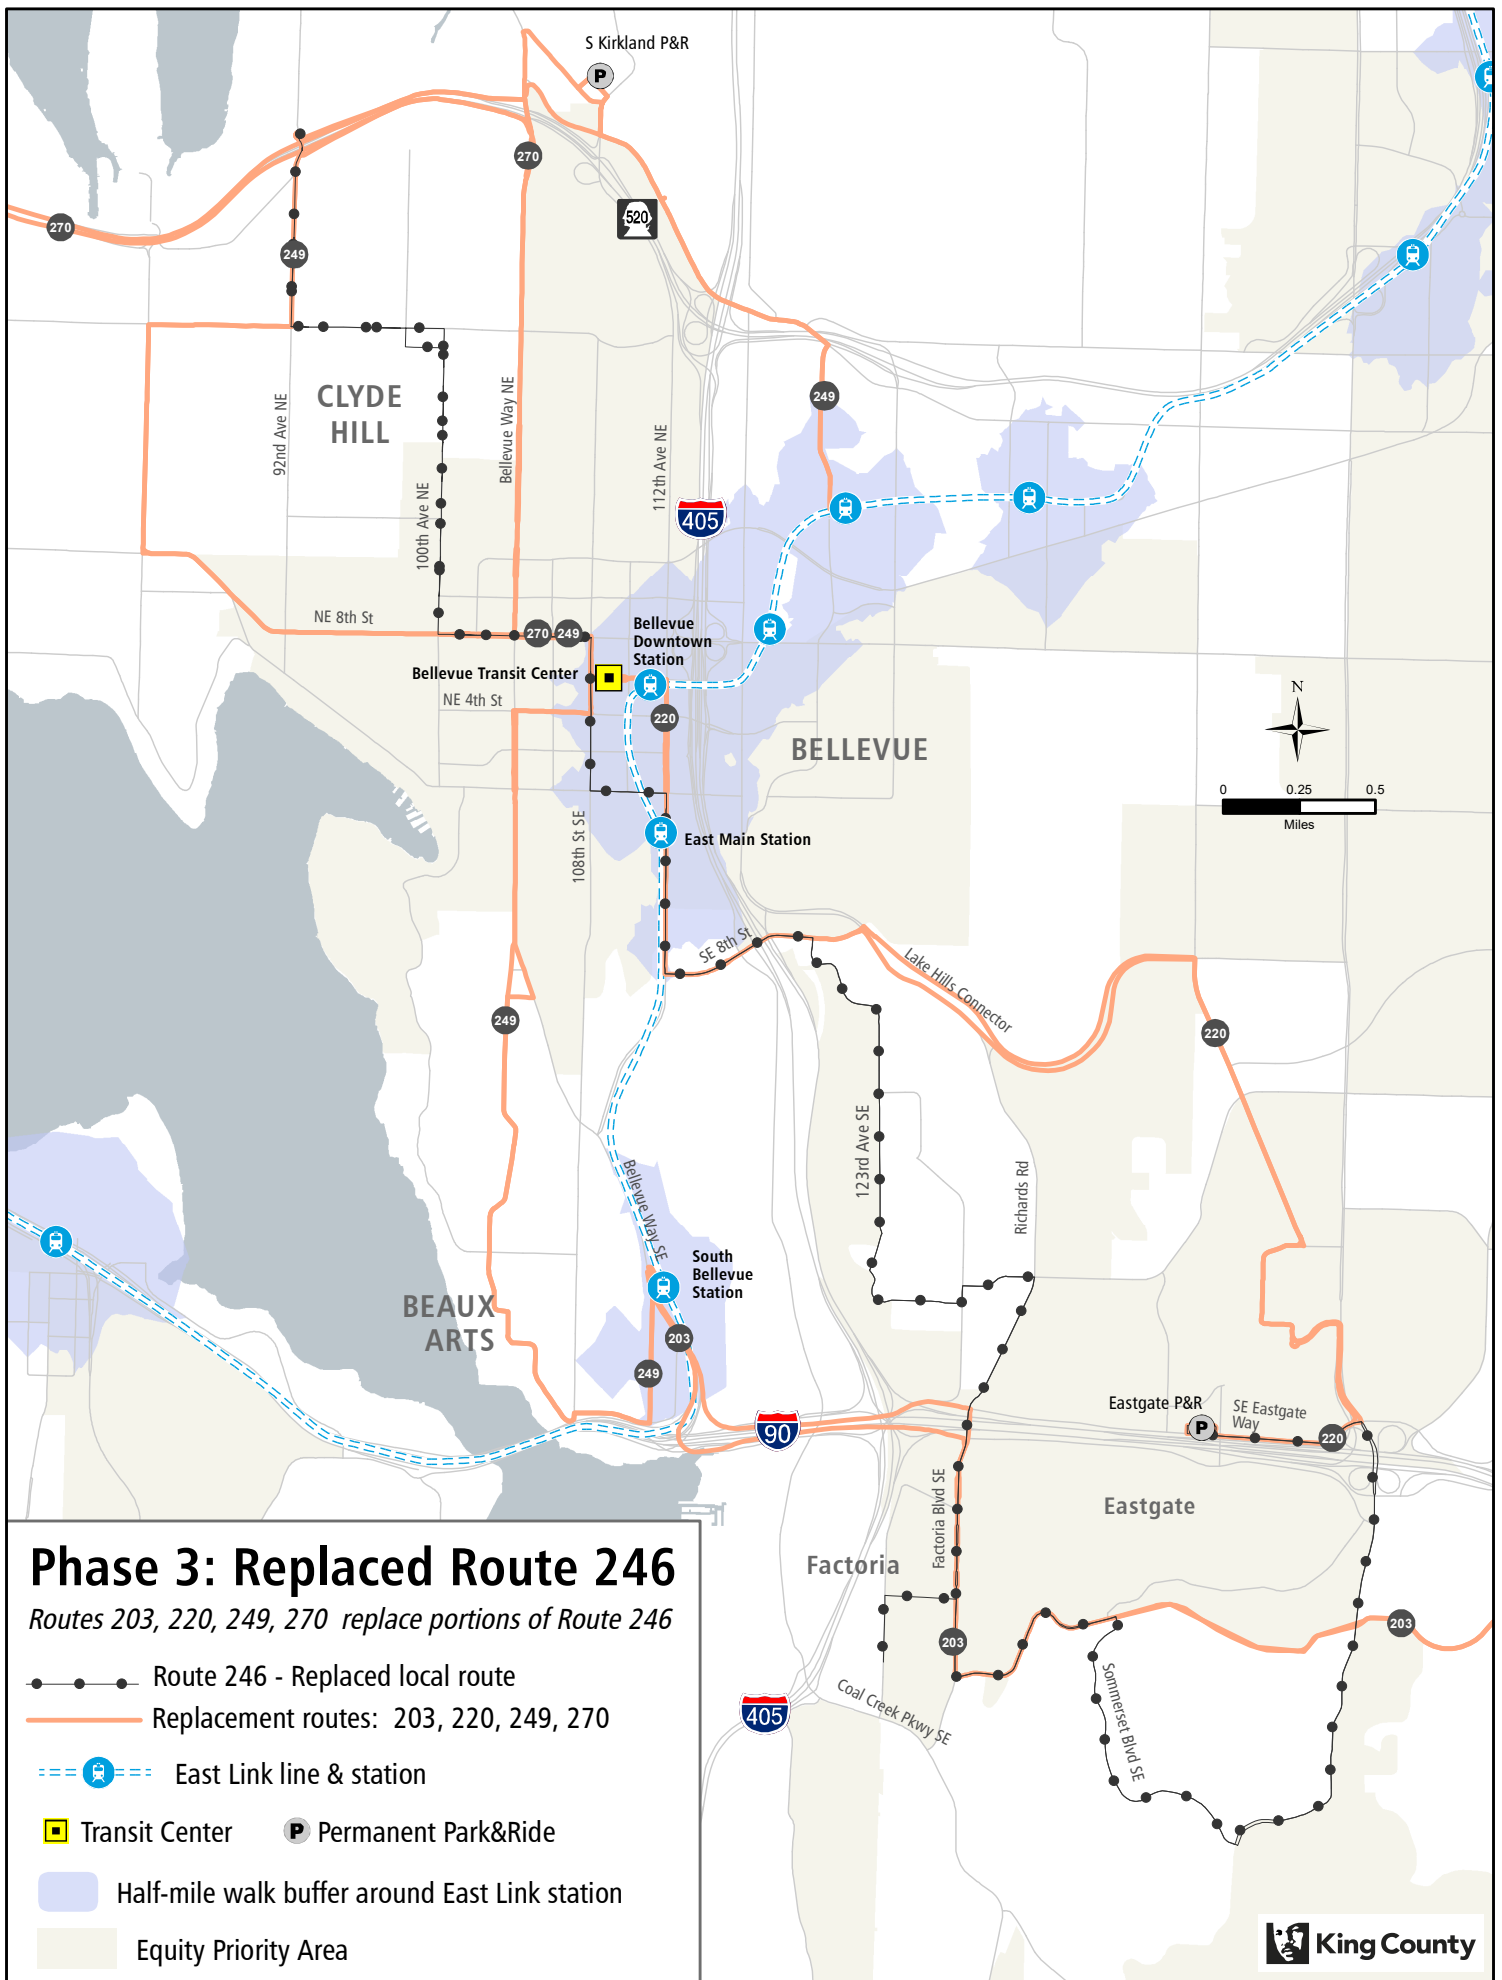 S Kirkland P&R
P
270
520
270
249
249
CLYDE
HILL
92nd Ave NE
Bellevue Way NE
112th Ave NE
100th Ave NE
405
NE 8th St
270
249
Bellevue
Downtown
Station
Bellevue Transit Center
NE 4th St
220
BELLEVUE
N
0 0.25 0.5
Miles
108th St SE
East Main Station
SE 8th St
Lake Hills Connector
249
220
123rd Ave SE
Richards Rd
Bellevue Way SE
South
Bellevue
Station
BEAUX
ARTS
203
249
Eastgate P&R
P
SE Eastgate
Way
220
90
Factoria Blvd SE
Eastgate
Factoria
203
203
Sommerset Blvd SE
Coal Creek Pkwy SE
405
Phase 3: Replaced Route 246
Routes 203, 220, 249, 270 replace portions of Route 246
Route 246 - Replaced local route
Replacement routes: 203, 220, 249, 270
East Link line & station
Transit Center
P Permanent Park&Ride
Half-mile walk buffer around East Link station
Equity Priority Area
King County